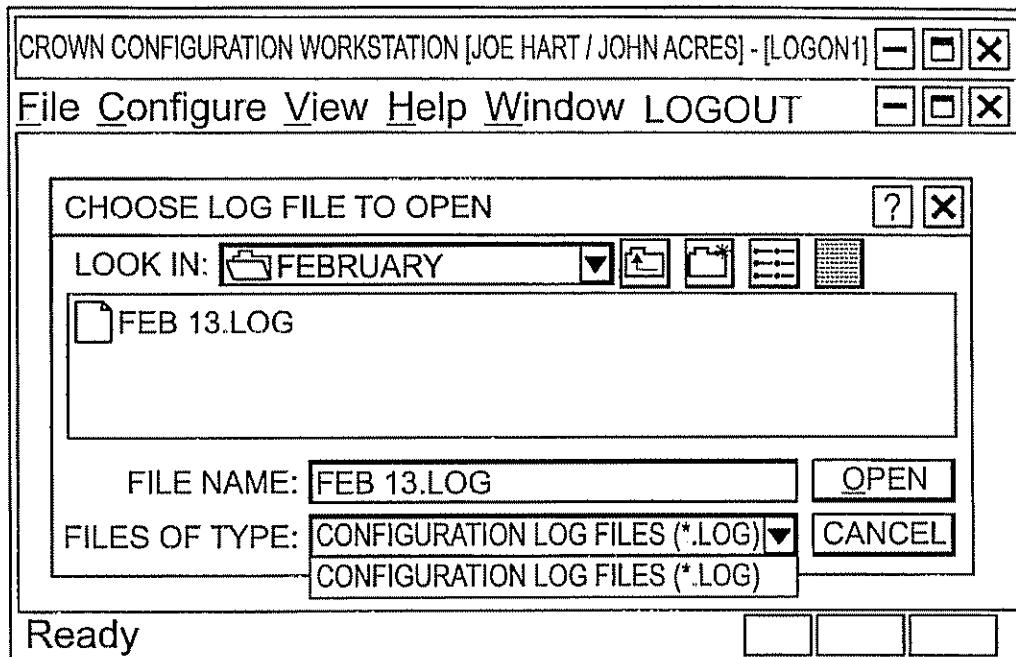 CROWN CONFIGURATION WORKSTATION [JOE HART / JOHN ACRES] - [LOGON1]
File Configure View Help Window LOGOUT
CHOOSE LOG FILE TO OPEN ?
LOOK IN: FEBRUARY
FEB 13.LOG
FILE NAME: FEB 13.LOG OPEN
FILES OF TYPE: CONFIGURATION LOG FILES (*.LOG) CANCEL
CONFIGURATION LOG FILES (*.LOG)
Ready